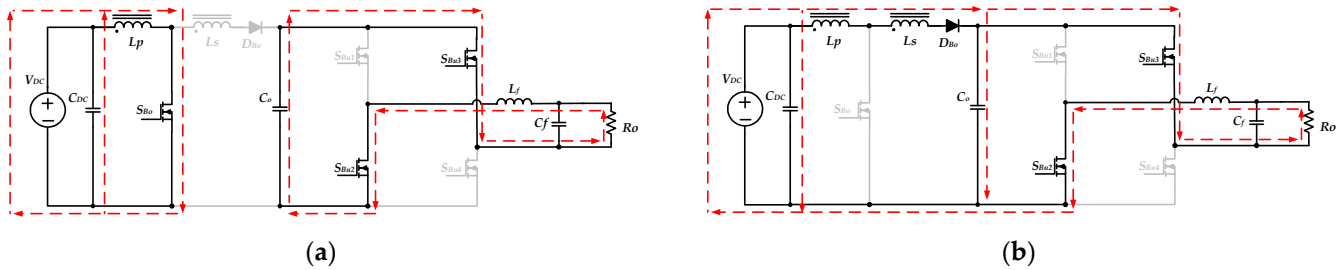 Lp
Ls
DBo
VDC
CDC
SBo
Co
SBu1
SBu3
Lf
Cf
Ro
SBu2
SBu4
(a)
Lp
Ls
DBo
VDC
CDC
SBo
Co
SBu1
SBu3
Lf
Cf
Ro
SBu2
SBu4
(b)